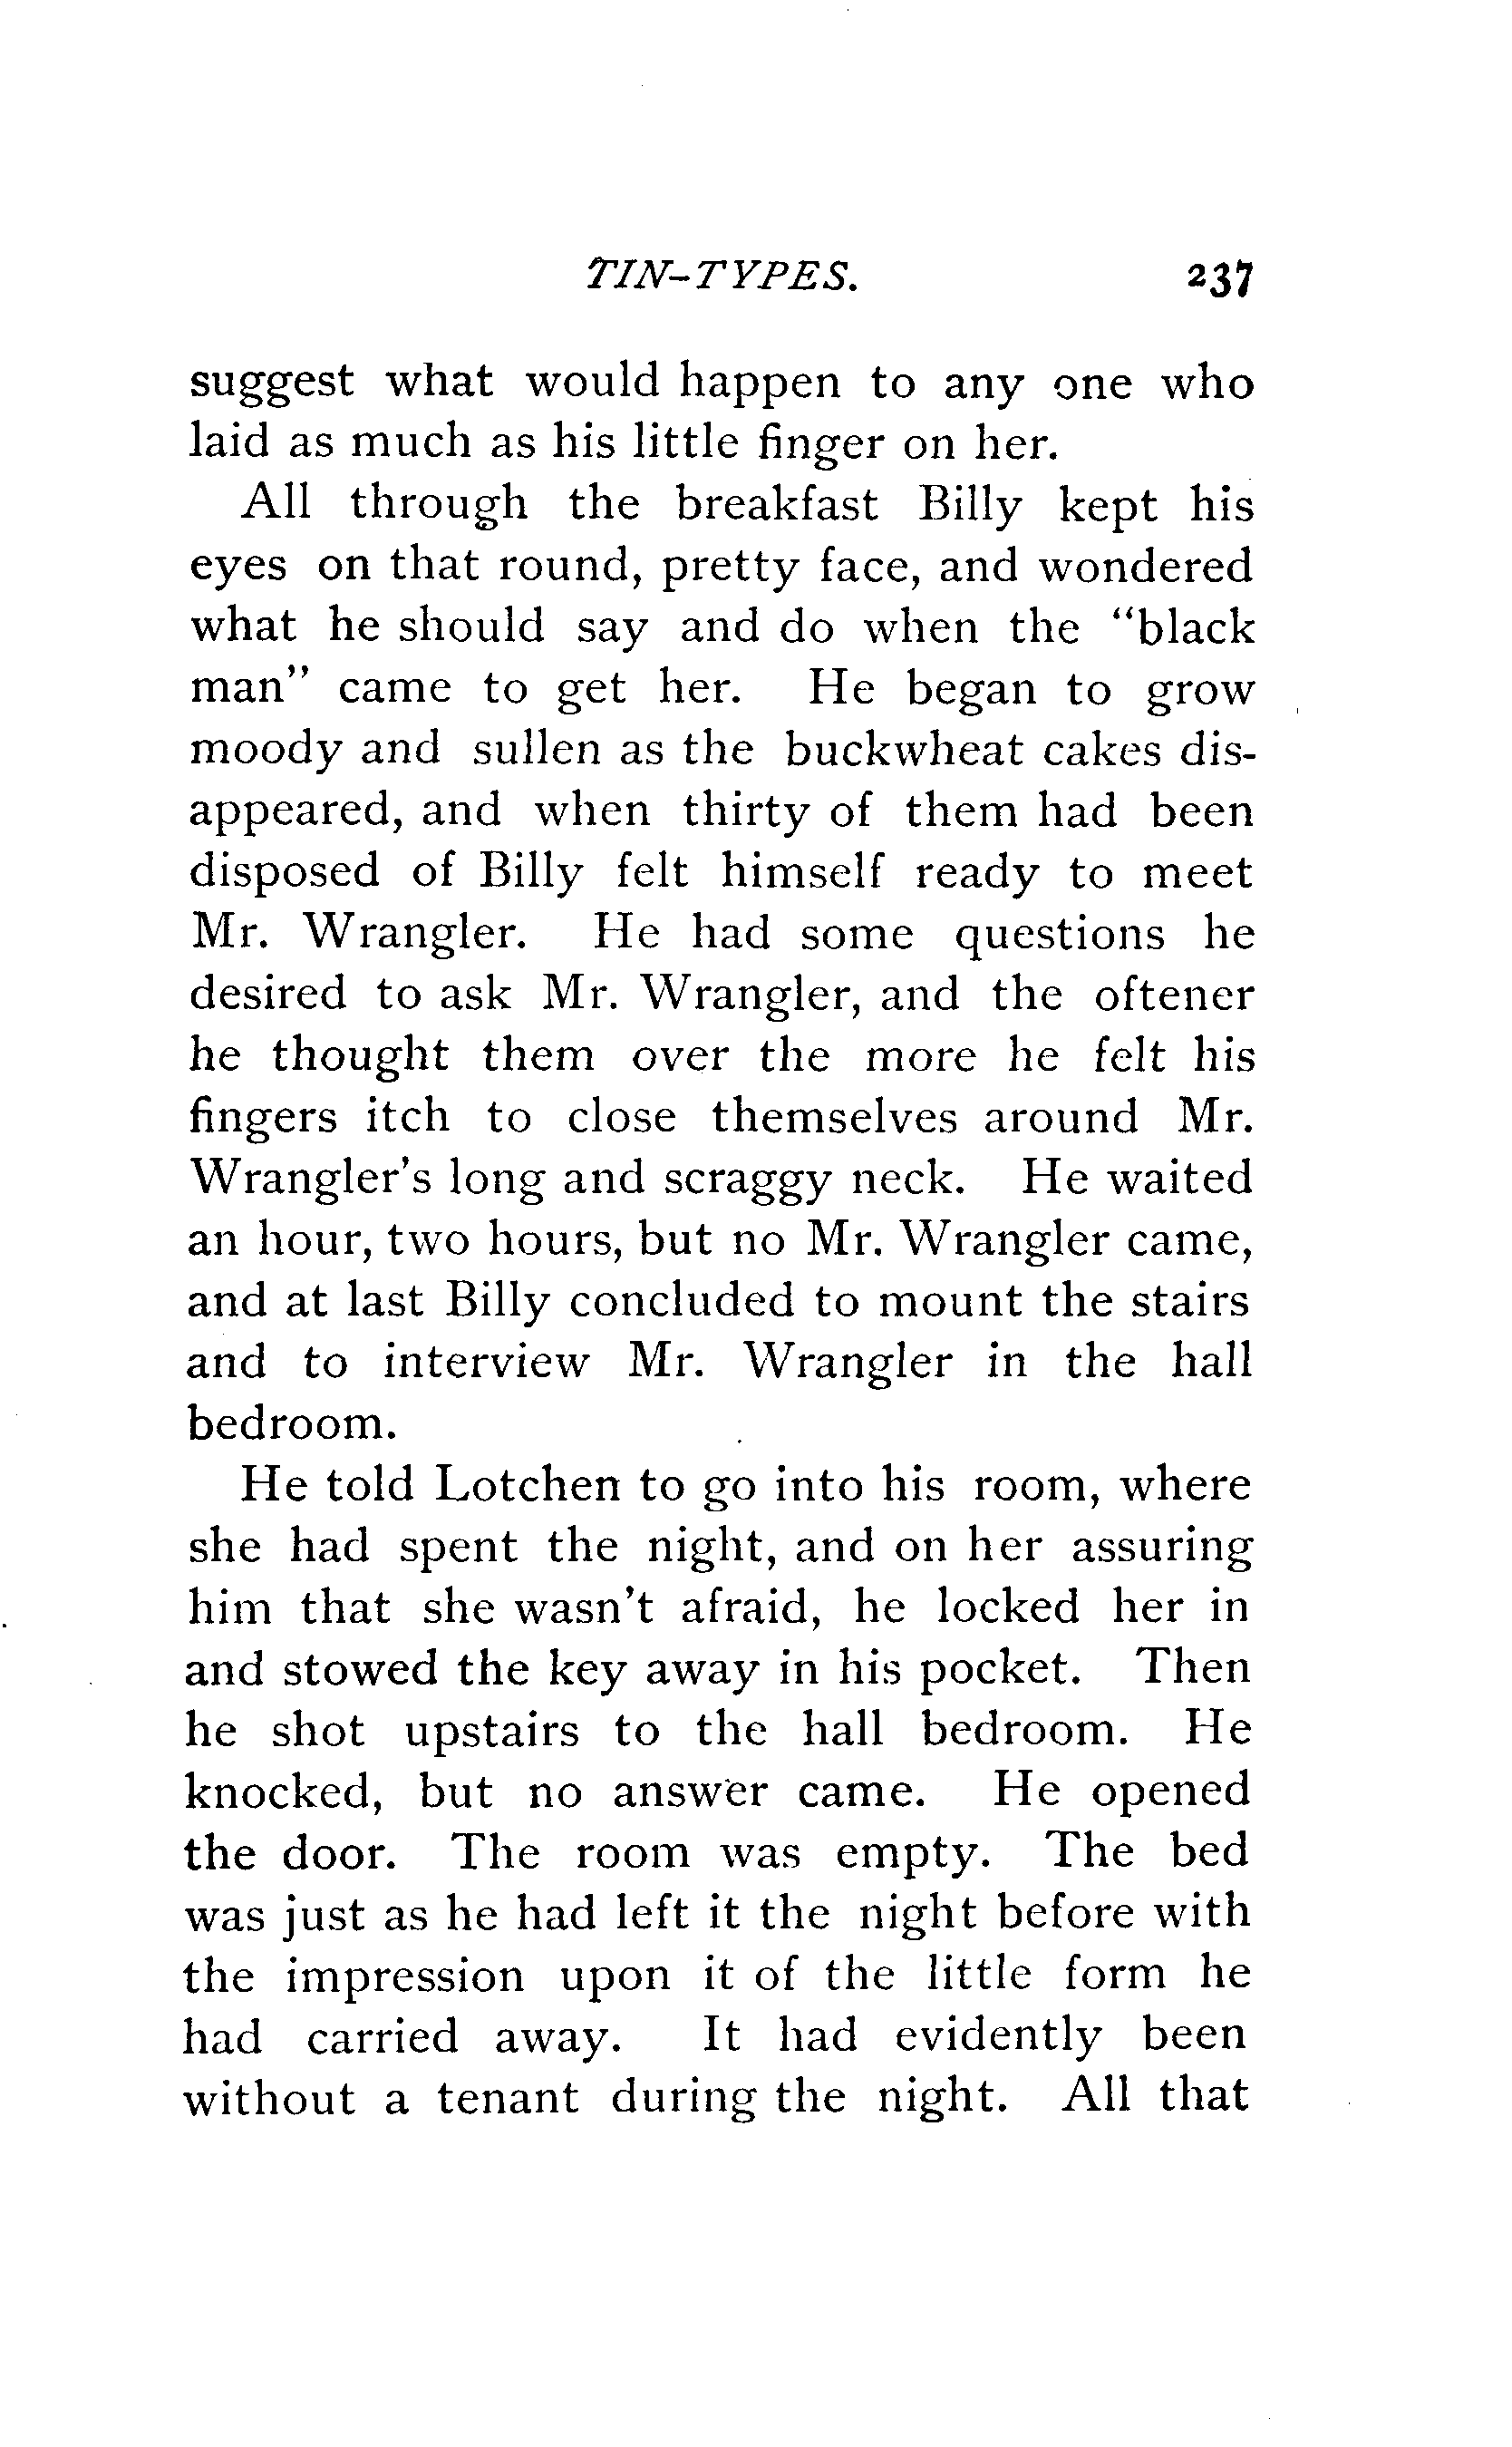 TIN-TYPES. 237
suggest what would happen to any one who
laid as much as his little finger on her.
All through the breakfast Billy kept his
eyes on that round, pretty face, and wondered
what he should say and do when the "black
man" came to get her. He began to grow
moody and sullen as the buckwheat cakes dis-
appeared, and when thirty of them had been
disposed of Billy felt himself ready to meet
Mr. Wrangler. He had some questions he
desired to ask Mr. Wrangler, and the oftener
he thought them over the more he felt his
fingers itch to close themselves around Mr.
Wrangler's long and scraggy neck. He waited
an hour, two hours, but no Mr. Wrangler came,
and at last Billy concluded to mount the stairs
and to interview Mr. Wrangler in the hall
bedroom.
He told Lotchen to go into his room, where
she had spent the night, and on her assuring
him that she wasn't afraid, he locked her in
and stowed the key away in his pocket. Then
he shot upstairs to the hall bedroom. He
knocked, but no answer came. He opened
the door. The room was empty. The bed
was just as he had left it the night before with
the impression upon it of the little form he
had carried away. It had evidently been
without a tenant during the night. All that